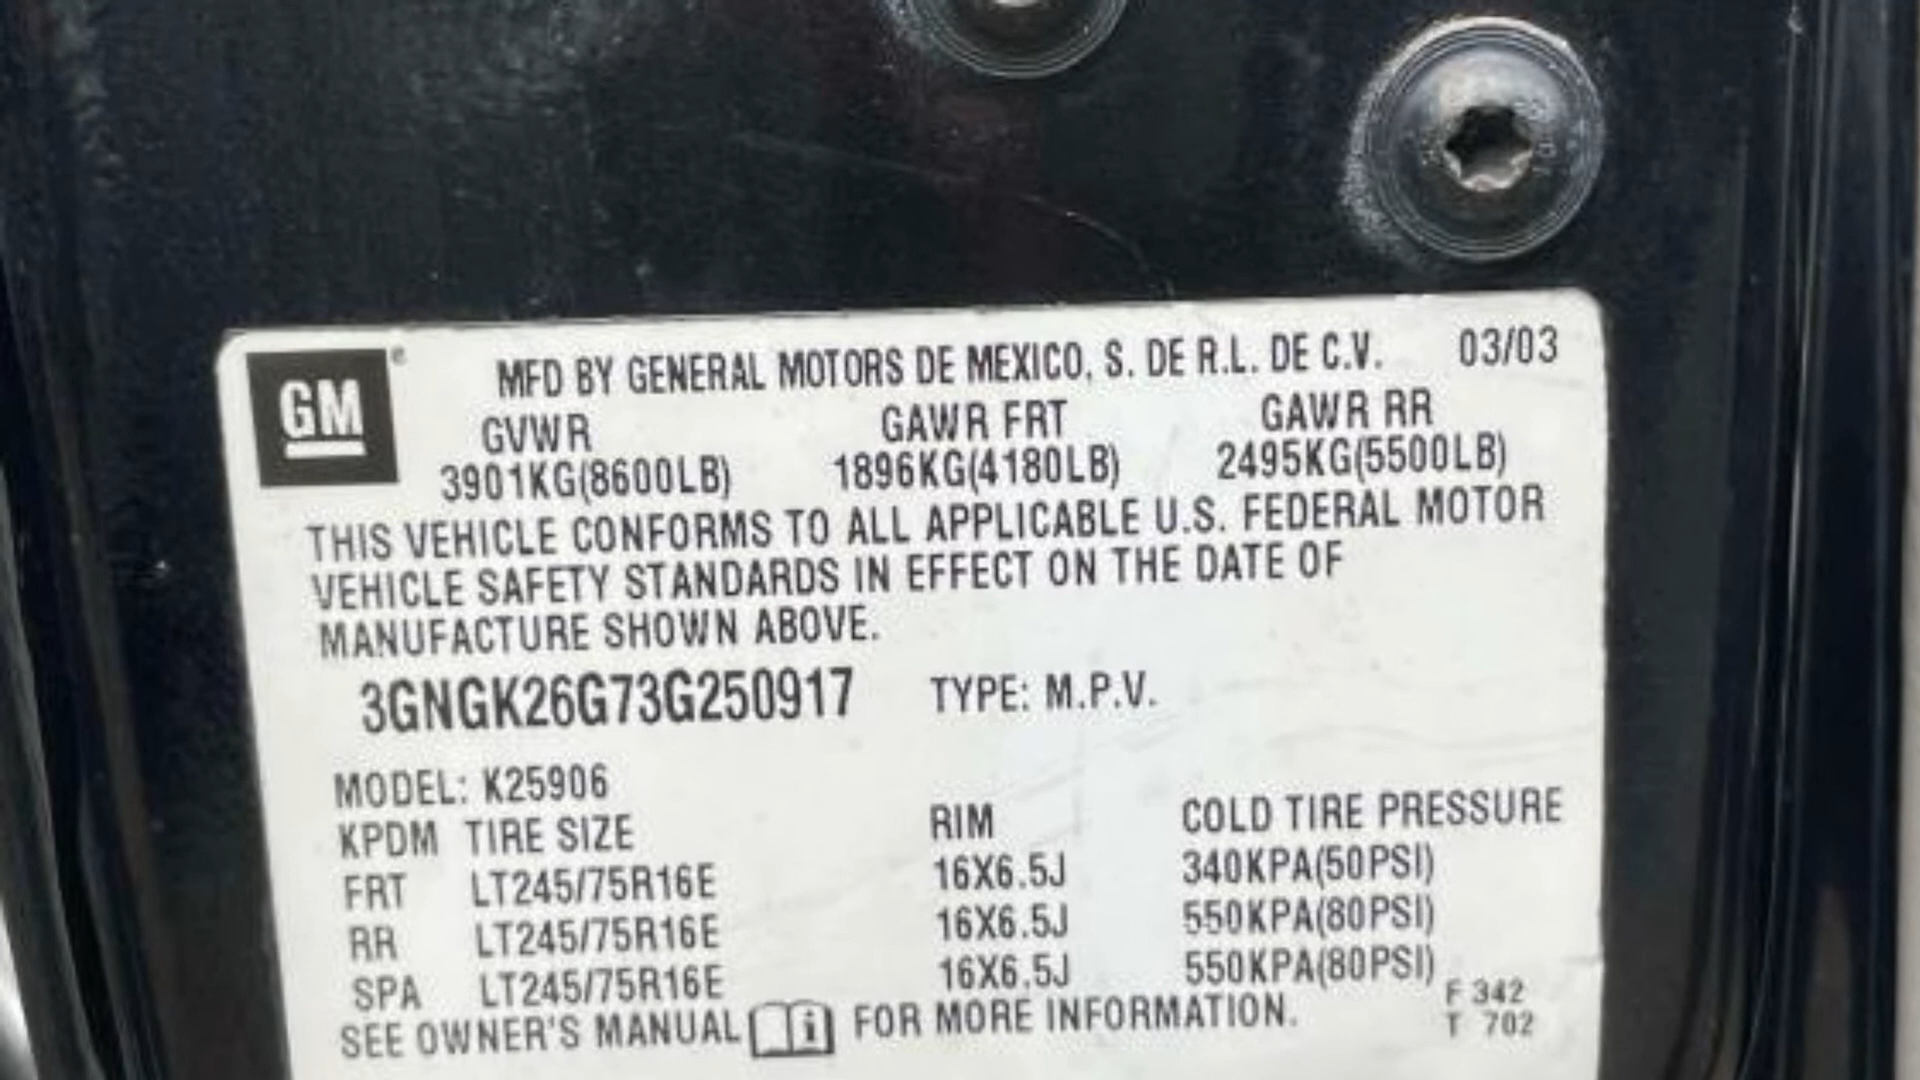 GM ® MFD BY GENERAL MOTORS DE MEXICO, S. DE R.L. DE C.V. 03/03
GVWR GAWR FRT GAWR RR
3901KG(8600LB) 1896KG(4180LB) 2495KG(5500LB)
THIS VEHICLE CONFORMS TO ALL APPLICABLE U.S. FEDERAL MOTOR
VEHICLE SAFETY STANDARDS IN EFFECT ON THE DATE OF
MANUFACTURE SHOWN ABOVE.
3GNGK26G73G250917 TYPE: M.P.V.
MODEL: K25906
KPDM TIRE SIZE RIM COLD TIRE PRESSURE
FRT LT245/75R16E 16X6.5J 340KPA(50PSI)
RR LT245/75R16E 16X6.5J 550KPA(80PSI)
SPA LT245/75R16E 16X6.5J 550KPA(80PSI)
SEE OWNER'S MANUAL i FOR MORE INFORMATION.
F 342
T 702